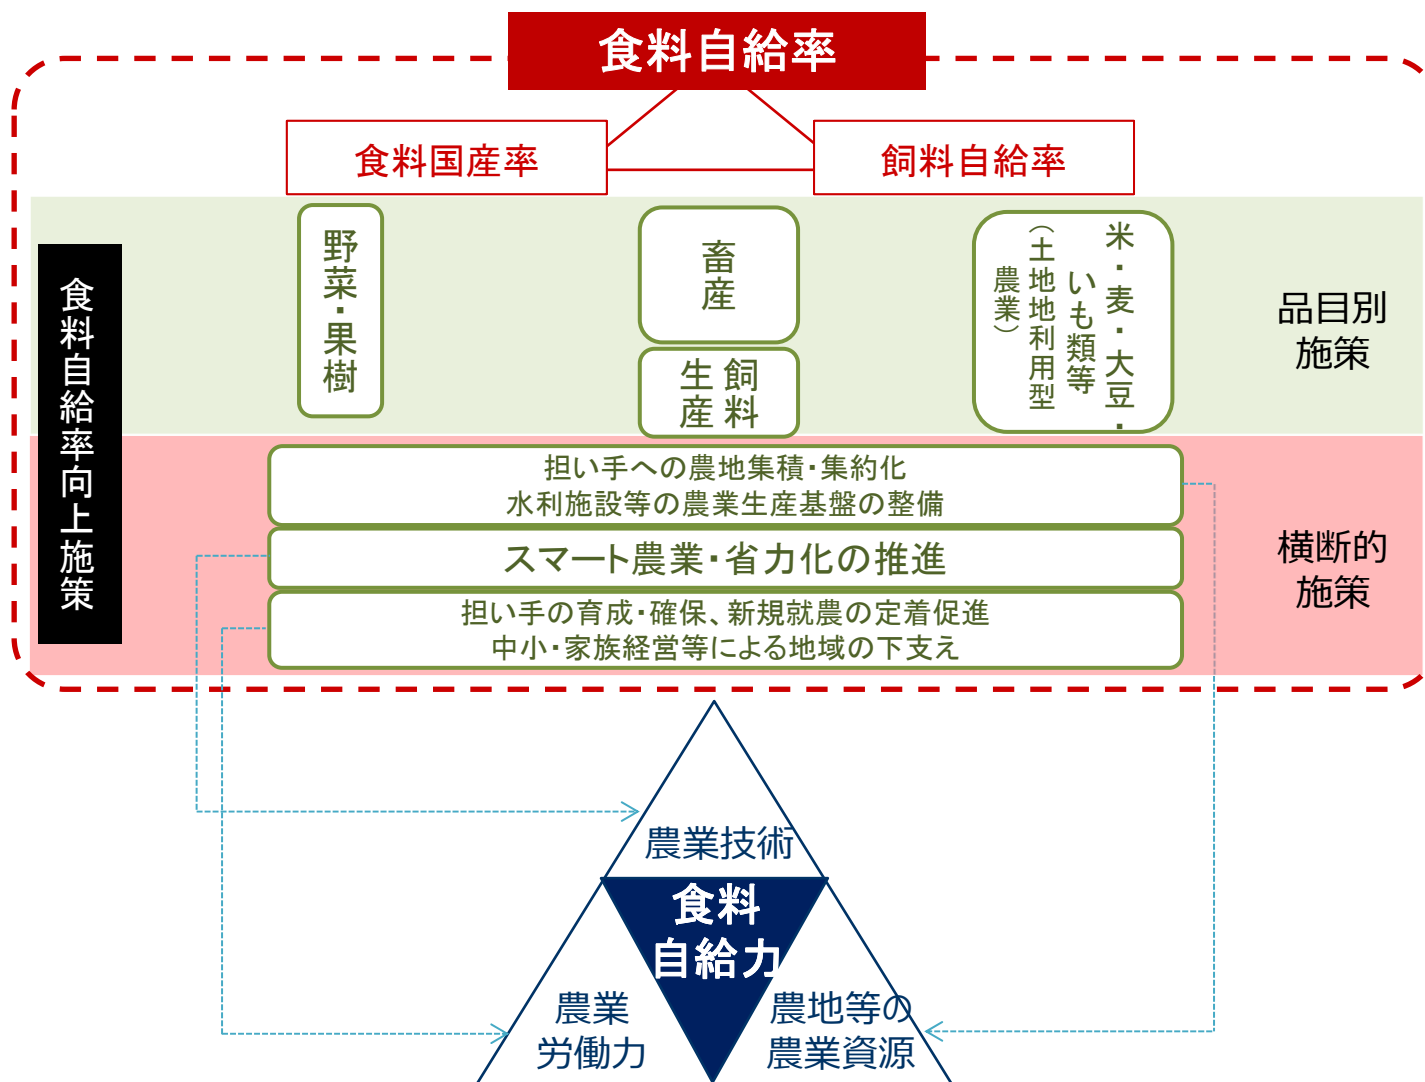 食料自給率
食料国産率
飼料自給率
食料自給率向上施策
野菜・果樹
畜産
飼料
生産
米・麦・大豆・
いも類等
(土地地利用型
農業)
品目別
施策
担い手への農地集積・集約化
水利施設等の農業生産基盤の整備
スマート農業・省力化の推進
担い手の育成・確保、新規就農の定着促進
中小・家族経営等による地域の下支え
横断的
施策
農業技術
食料
自給力
農業
労働力
農地等の
農業資源